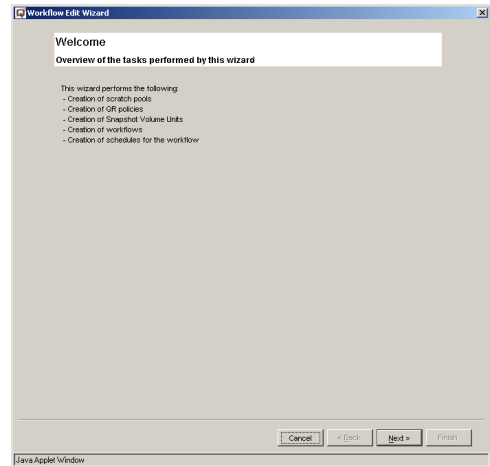 Workflow Edit Wizard
Welcome
Overview of the tasks performed by this wizard
This wizard performs the following:
- Creation of scratch pools
- Creation of QR policies
- Creation of Snapshot Volume Units
- Creation of workflows
- Creation of schedules for the workflow
Cancel < Back Next > Finish
Java Applet Window